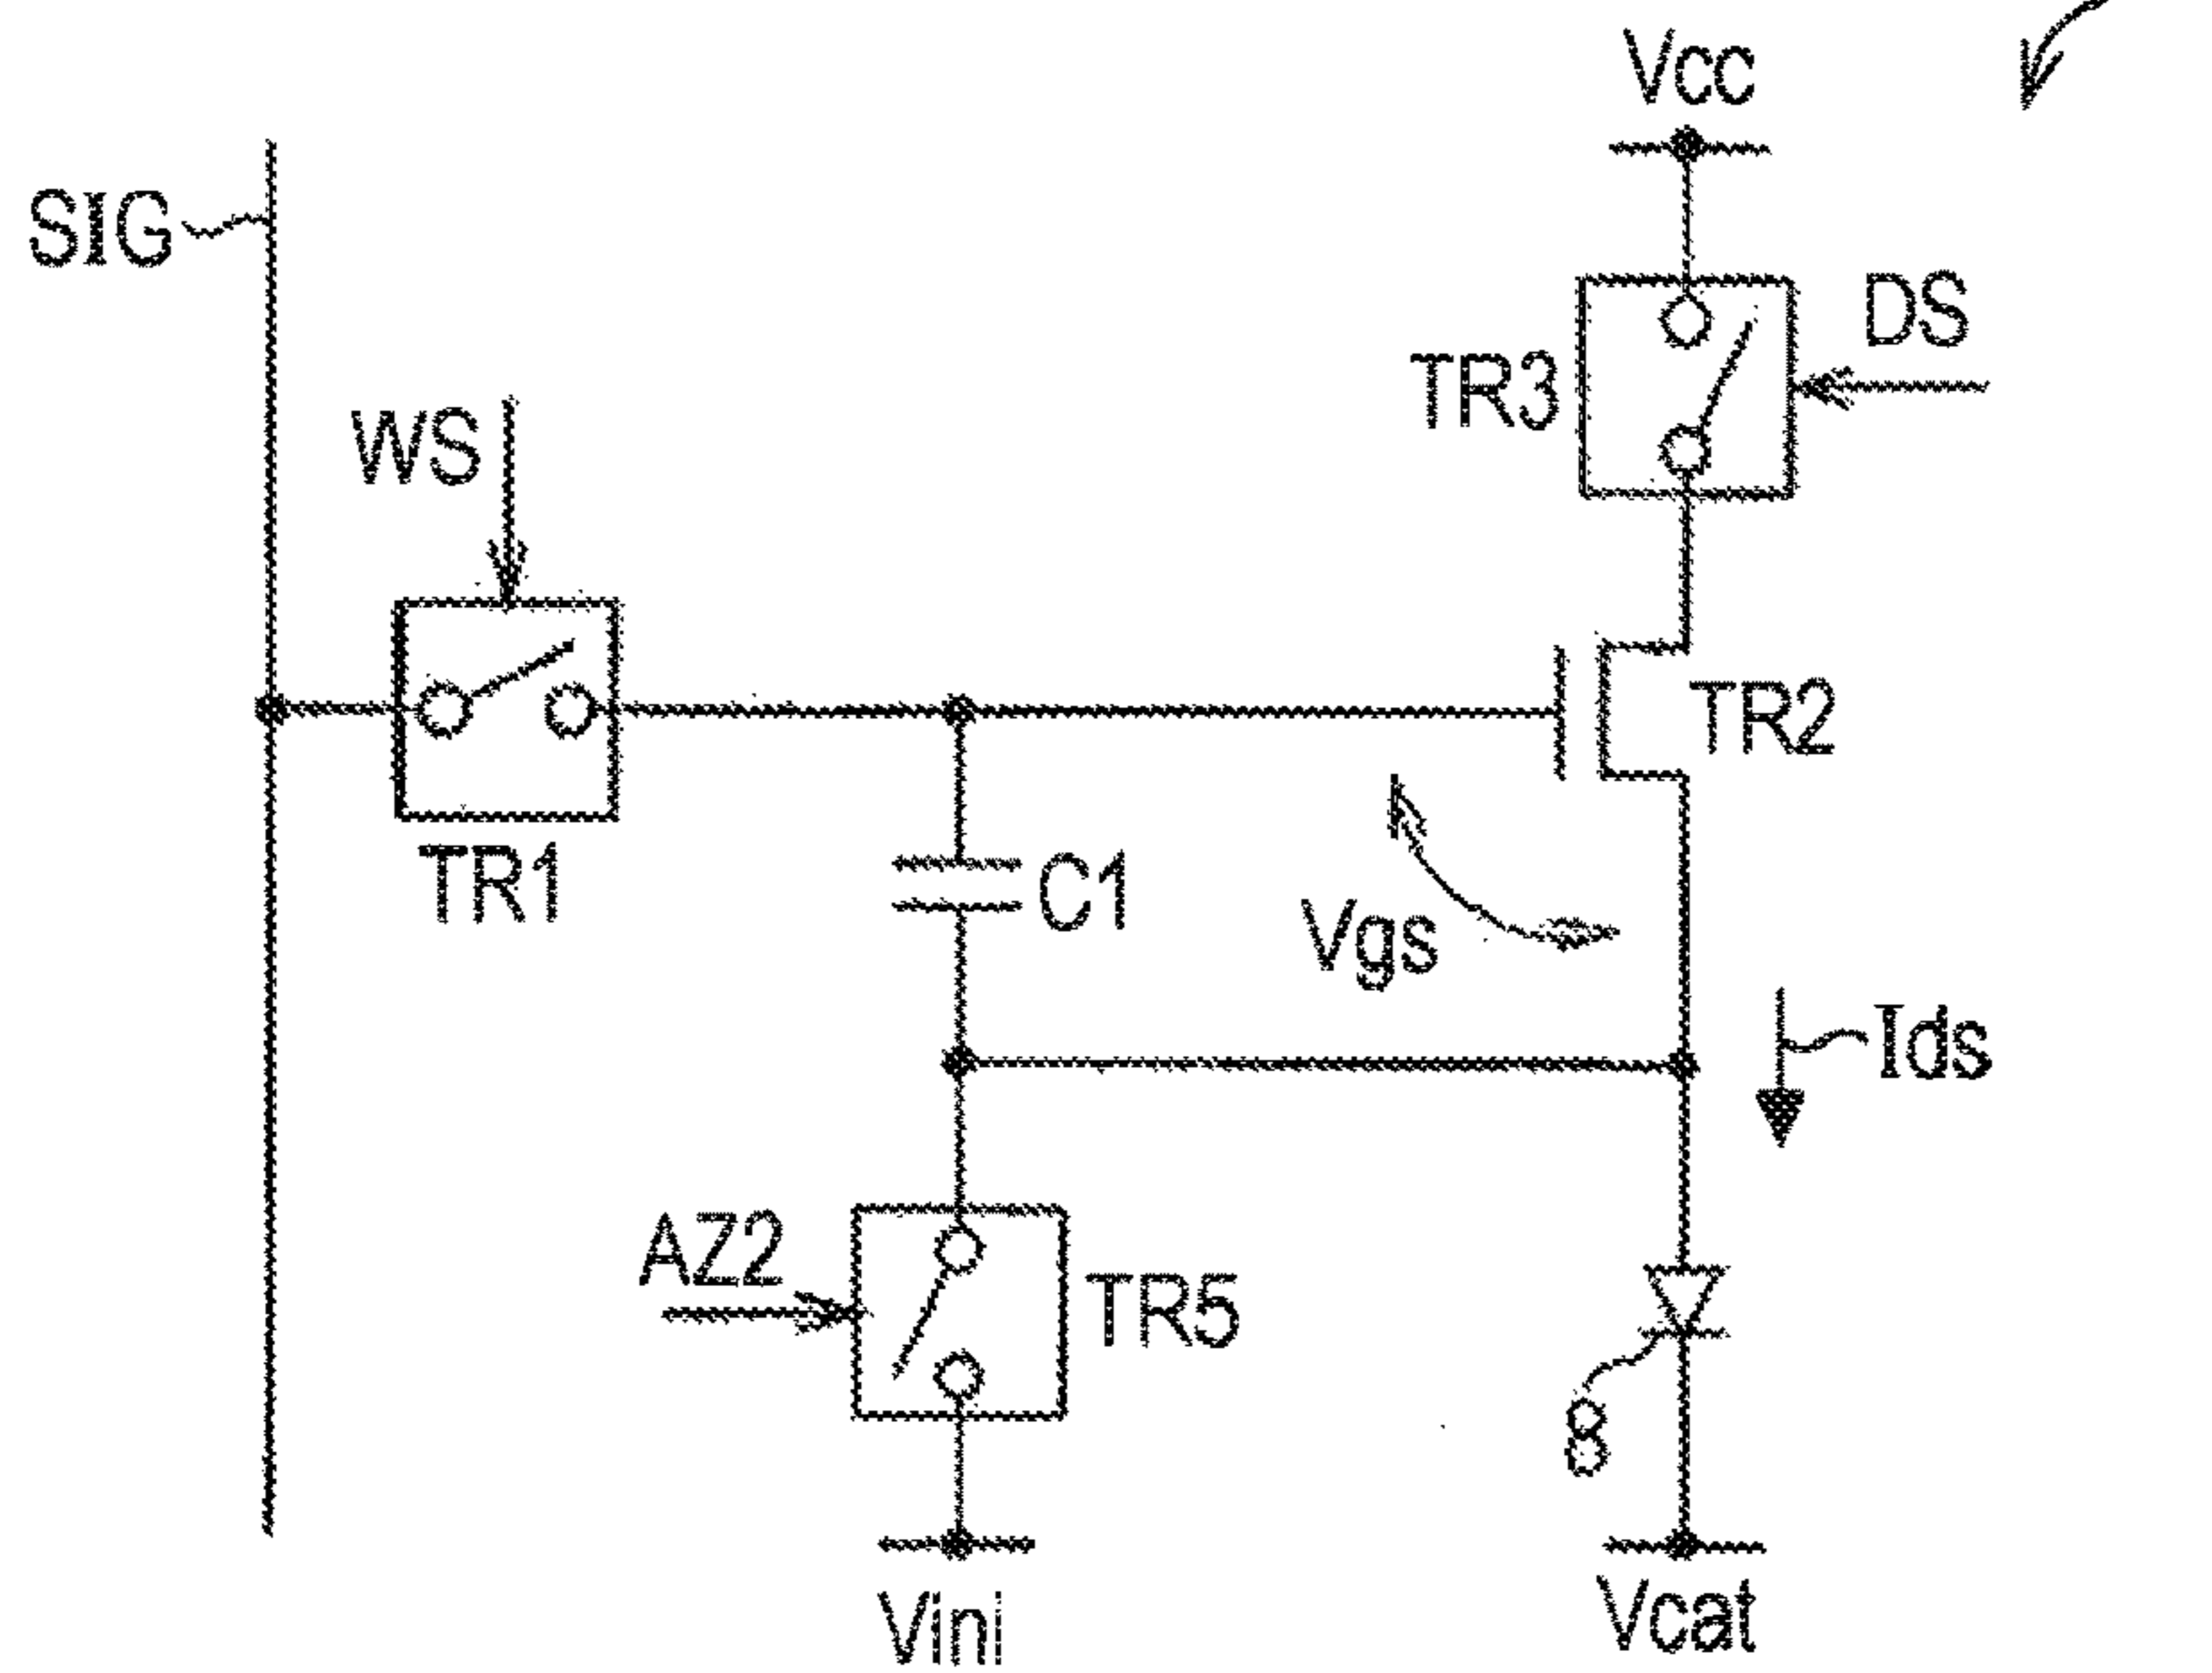 Vcc
SIG
DS
TR3
WS
TR2
TR1
C1
Vgs
Ids
AZ2
TR5
8
Vini
Vcat